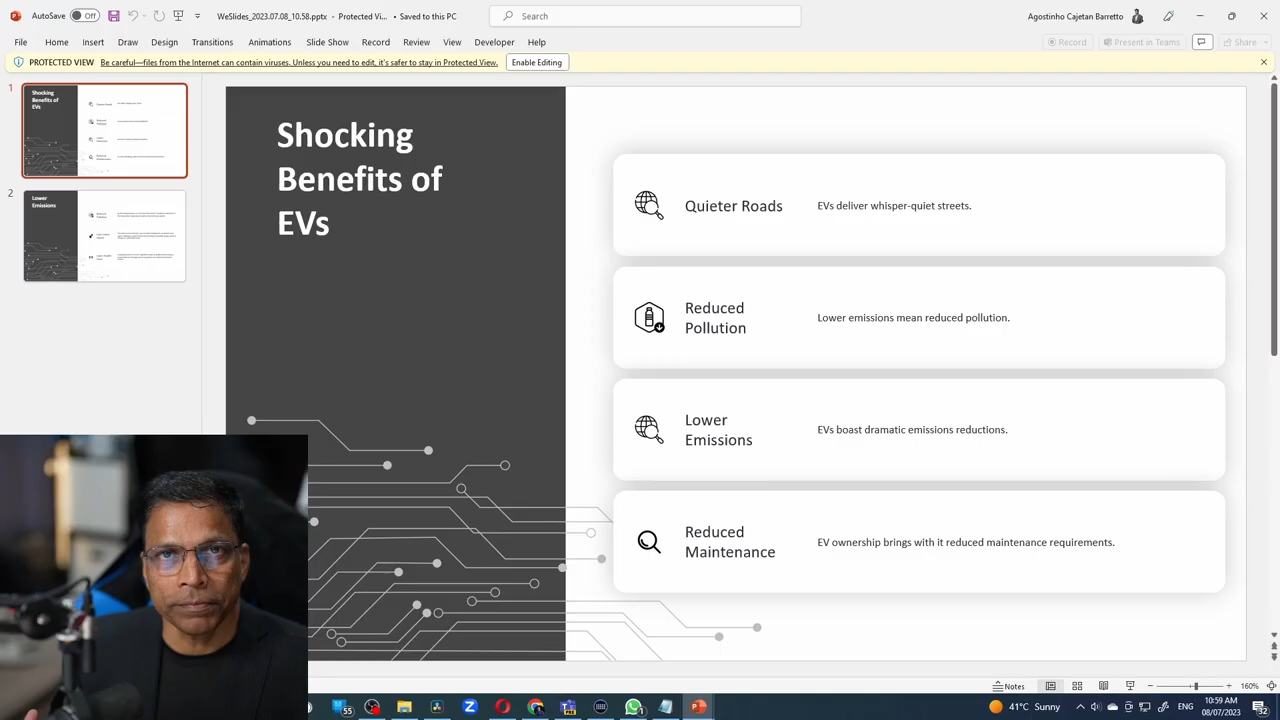 AutoSave Off WeSlides_2023.07.08_10.58.pptx - Protected Vi... • Saved to this PC Search Agostinho Cajetan Barretto
File Home Insert Draw Design Transitions Animations Slide Show Record Review View Developer Help Record Present in Teams Share
PROTECTED VIEW Be careful—files from the Internet can contain viruses. Unless you need to edit, it's safer to stay in Protected View. Enable Editing
1
Shocking
Benefits of
EVs
2
Lower
Emissions
Shocking
Benefits of
EVs
Quieter Roads EVs deliver whisper-quiet streets.
Reduced
Pollution
Lower emissions mean reduced pollution.
Lower
Emissions
EVs boast dramatic emissions reductions.
Reduced
Maintenance
EV ownership brings with it reduced maintenance requirements.
Notes 160%
55 41°C Sunny 10:59 AM
08/07/2023